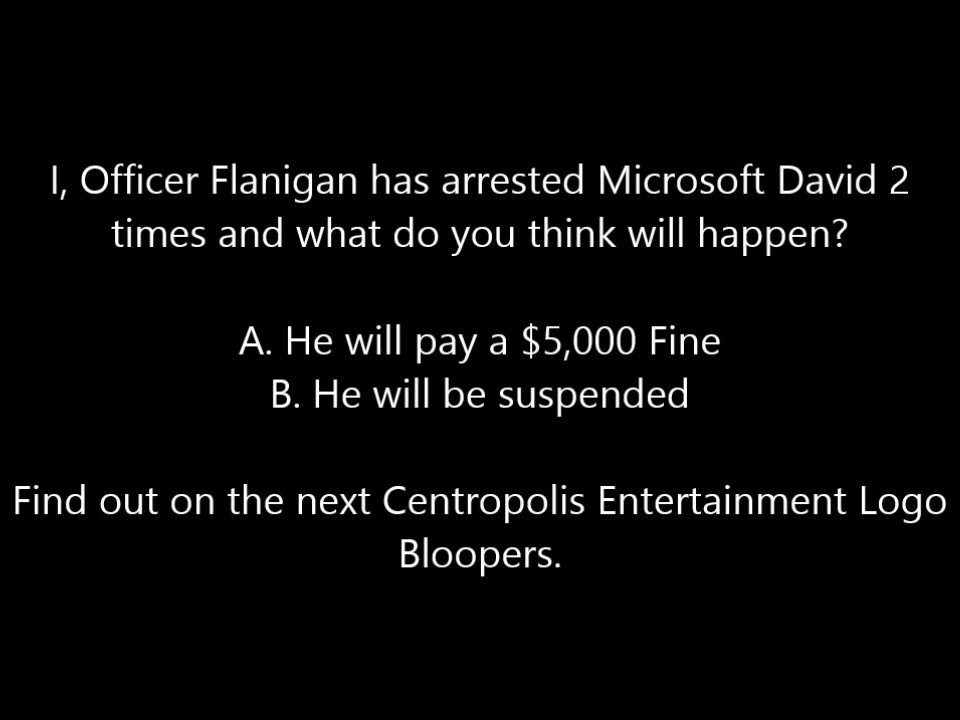 I, Officer Flanigan has arrested Microsoft David 2
times and what do you think will happen?
A. He will pay a $5,000 Fine
B. He will be suspended
Find out on the next Centropolis Entertainment Logo
Bloopers.